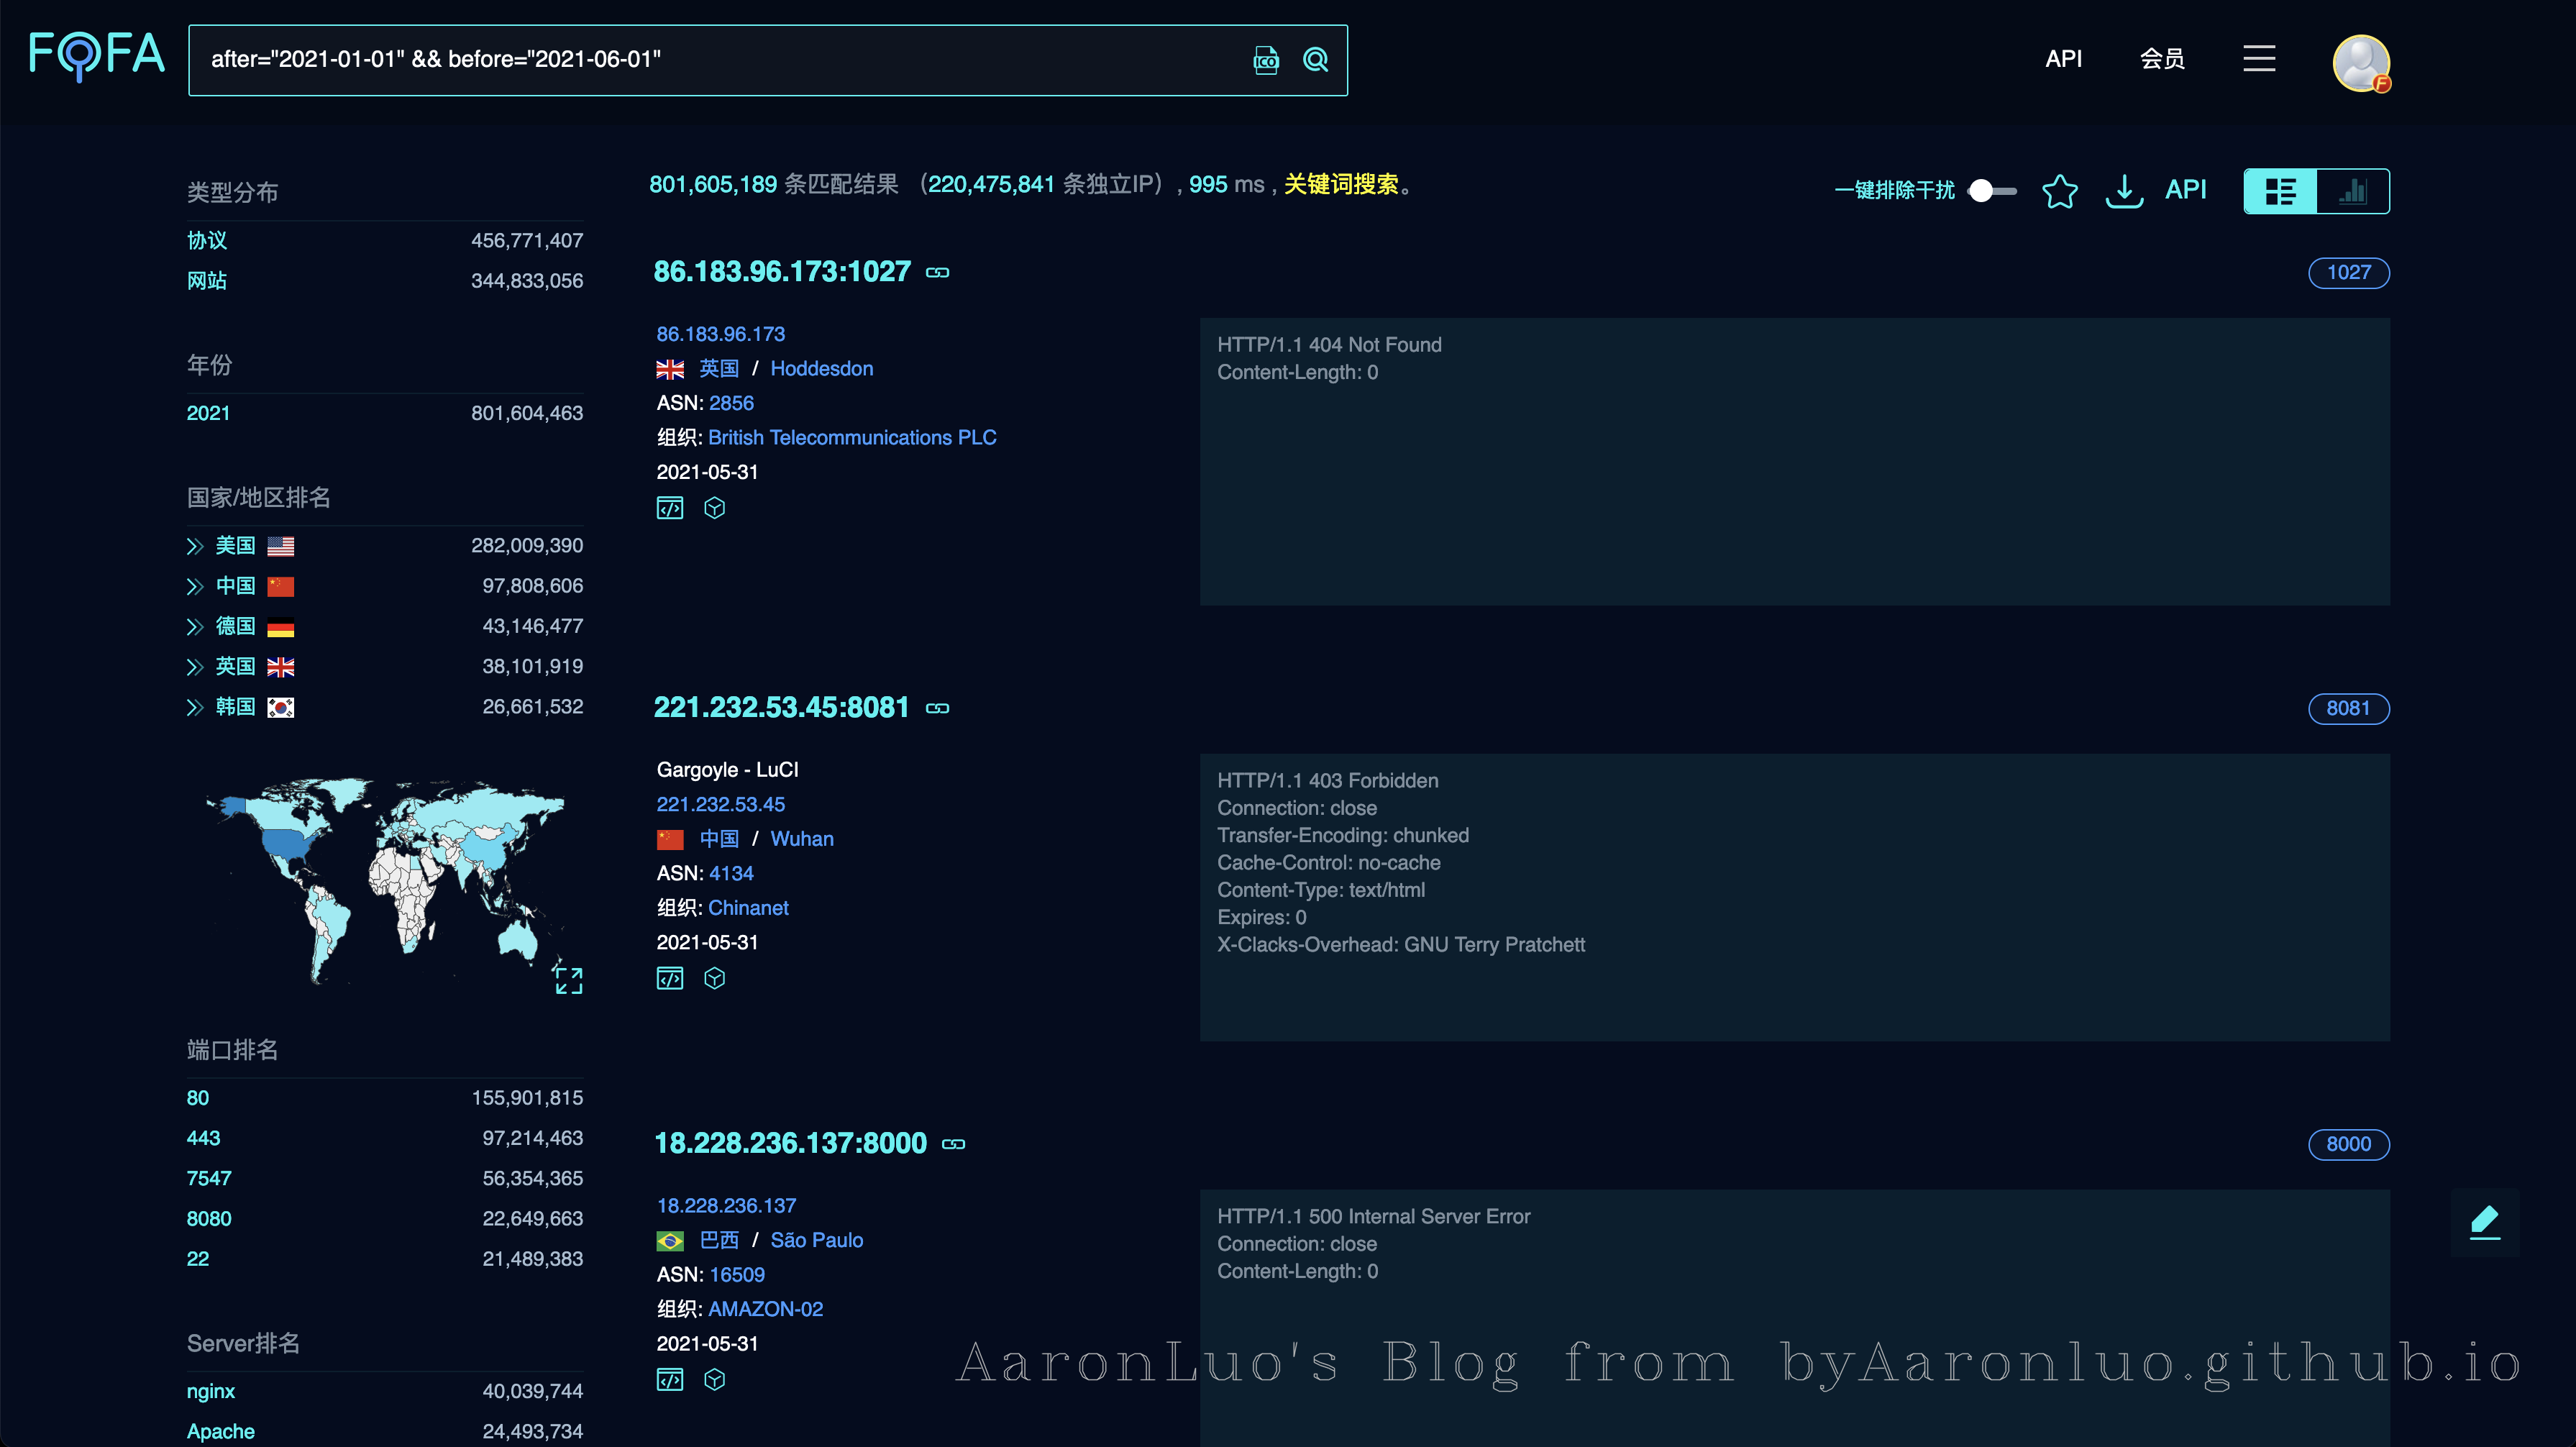 FOFA
after="2021-01-01" && before="2021-06-01"
ICO
API
会员
F
801,605,189 条匹配结果 （220,475,841 条独立IP）, 995 ms , 关键词搜索。
一键排除干扰
API
类型分布
协议 456,771,407
网站 344,833,056
年份
2021 801,604,463
国家/地区排名
美国 282,009,390
中国 97,808,606
德国 43,146,477
英国 38,101,919
韩国 26,661,532
端口排名
80 155,901,815
443 97,214,463
7547 56,354,365
8080 22,649,663
22 21,489,383
Server排名
nginx 40,039,744
Apache 24,493,734
86.183.96.173:1027
1027
86.183.96.173
英国 / Hoddesdon
ASN: 2856
组织: British Telecommunications PLC
2021-05-31
HTTP/1.1 404 Not Found
Content-Length: 0
221.232.53.45:8081
8081
Gargoyle - LuCI
221.232.53.45
中国 / Wuhan
ASN: 4134
组织: Chinanet
2021-05-31
HTTP/1.1 403 Forbidden
Connection: close
Transfer-Encoding: chunked
Cache-Control: no-cache
Content-Type: text/html
Expires: 0
X-Clacks-Overhead: GNU Terry Pratchett
18.228.236.137:8000
8000
18.228.236.137
巴西 / São Paulo
ASN: 16509
组织: AMAZON-02
2021-05-31
HTTP/1.1 500 Internal Server Error
Connection: close
Content-Length: 0
AaronLuo's Blog from byAaronluo.github.io